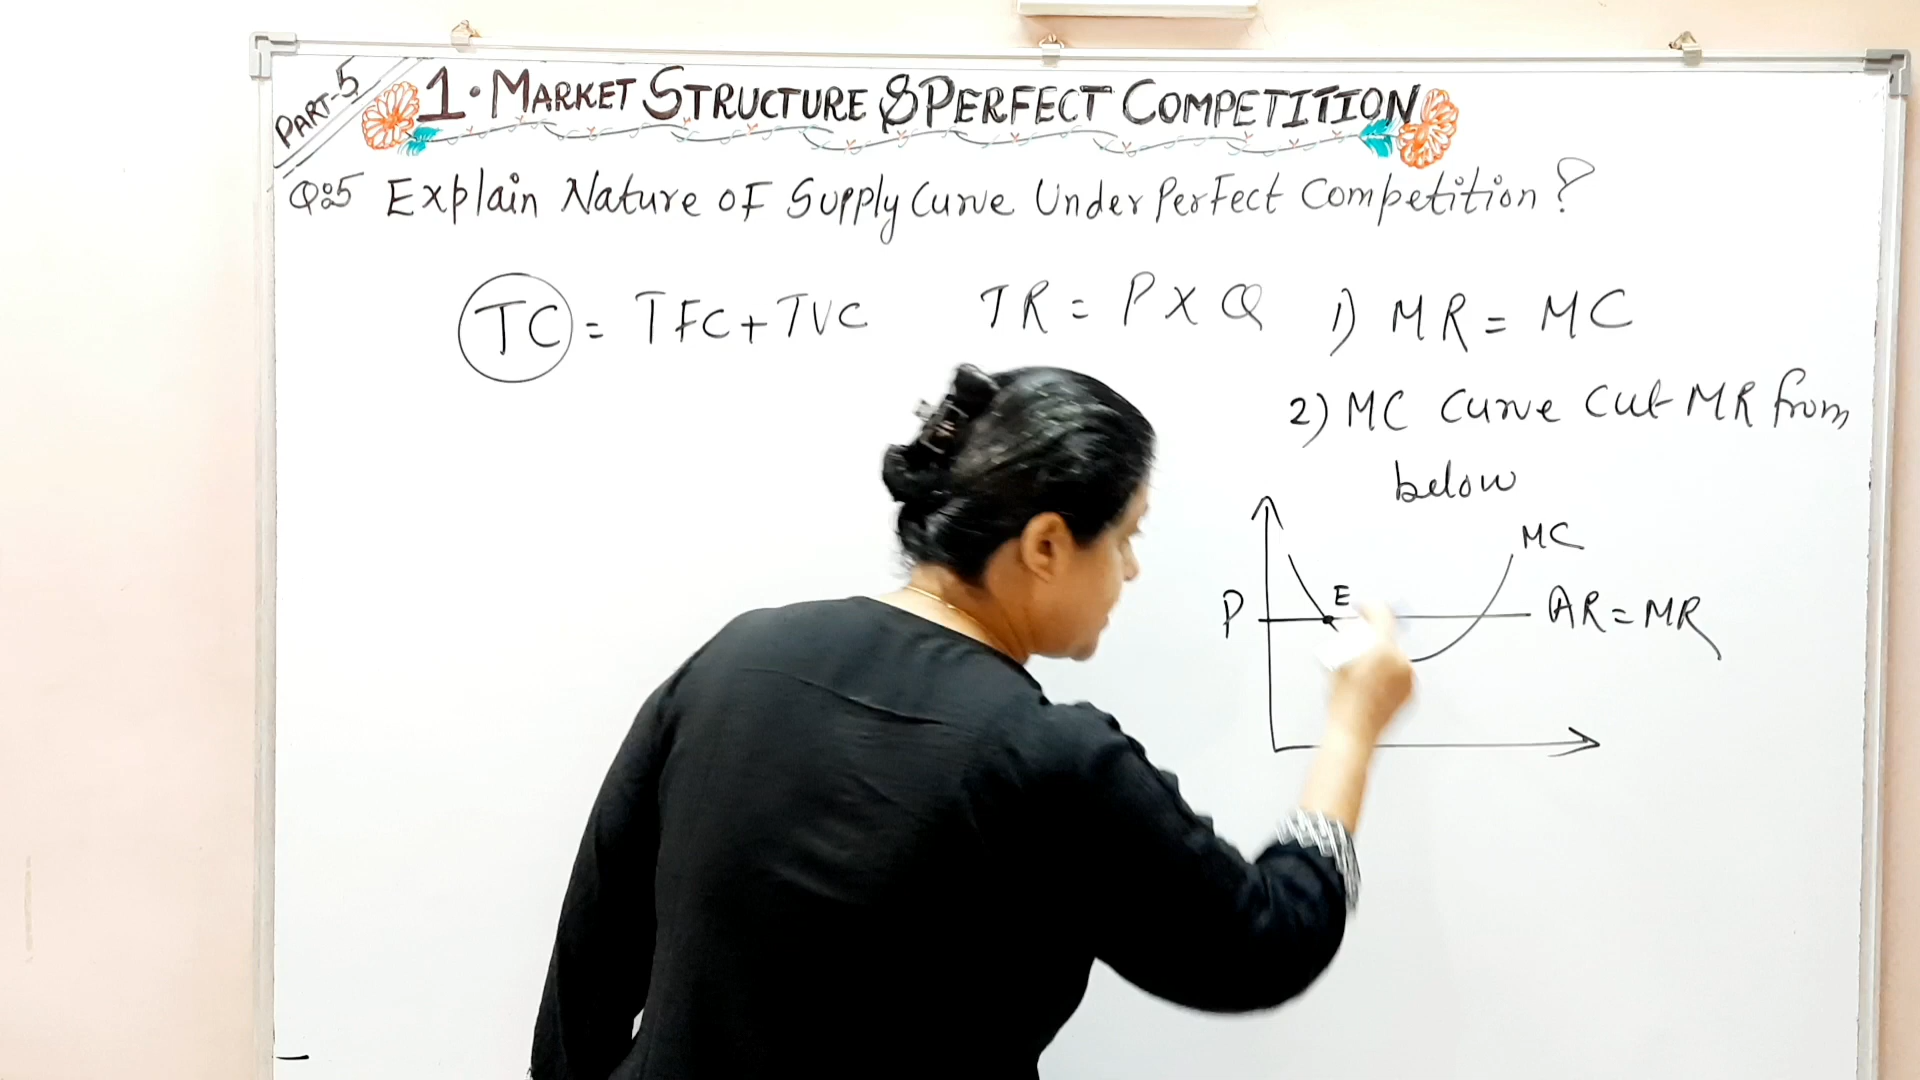 PART-5
1. MARKET STRUCTURE & PERFECT COMPETITION
Q:5 Explain Nature of Supply Curve Under Perfect Competition?
TC = TFC + TVC
TR = P X Q
1) MR = MC
2) MC Curve Cut MR from
below
MC
E
P
AR = MR